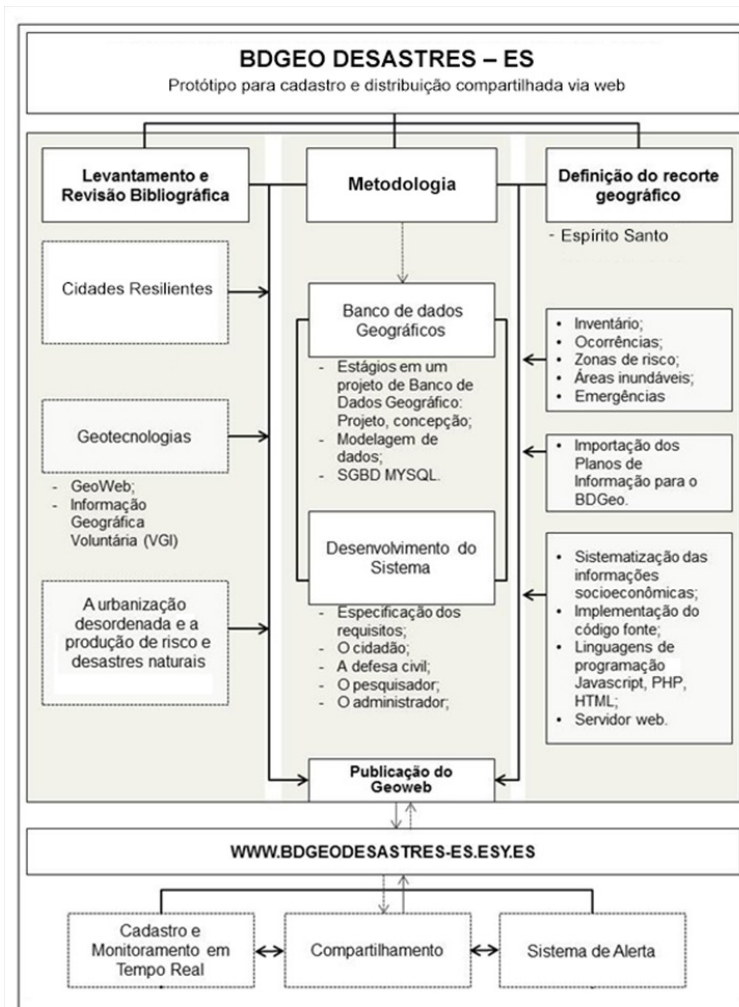 BDGEO DESASTRES – ES
Protótipo para cadastro e distribuição compartilhada via web
Levantamento e
Revisão Bibliográfica
Cidades Resilientes
Geotecnologias
- GeoWeb;
- Informação
Geográfica
Voluntária (VGI)
A urbanização
desordenada e a
produção de risco e
desastres naturais
Metodologia
Banco de dados
Geográficos
- Estágios em um
projeto de Banco de
Dados Geográfico:
Projeto, concepção;
- Modelagem de
dados;
- SGBD MYSQL.
Desenvolvimento do
Sistema
- Especificação dos
requisitos;
- O cidadão;
- A defesa civil;
- O pesquisador;
- O administrador;
Publicação do
Geoweb
Definição do recorte
geográfico
- Espírito Santo
• Inventário;
• Ocorrências;
• Zonas de risco;
• Áreas inundáveis;
• Emergências
• Importação dos
Planos de
Informação para o
BDGeo.
• Sistematização das
informações
socioeconômicas;
• Implementação do
código fonte;
• Linguagens de
programação
Javascript, PHP,
HTML;
• Servidor web.
WWW.BDGEODESASTRES-ES.ESY.ES
Cadastro e
Monitoramento em
Tempo Real
Compartilhamento
Sistema de Alerta